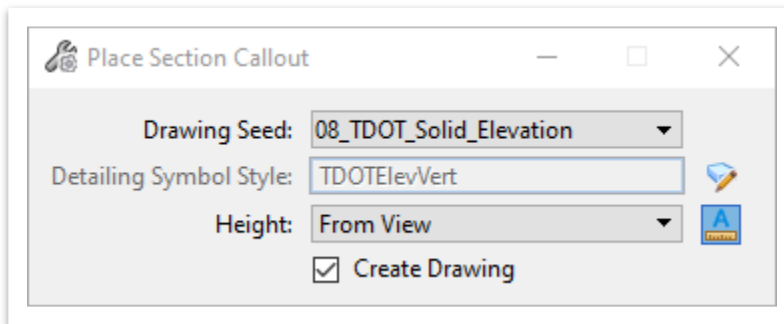 Place Section Callout
Drawing Seed: 08_TDOT_Solid_Elevation
Detailing Symbol Style: TDOTElevVert
Height: From View
A
Create Drawing